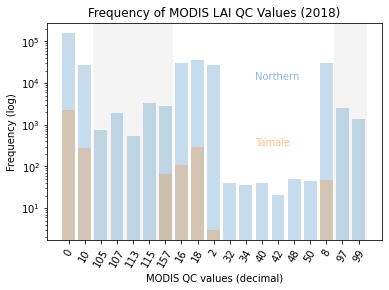 Frequency of MODIS LAI QC Values (2018)
Frequency (log)
10⁵
10⁴
10³
10²
10¹
Northern
Tamale
0 10 105 107 113 115 157 16 18 2 32 34 40 42 48 50 8 97 99
MODIS QC values (decimal)